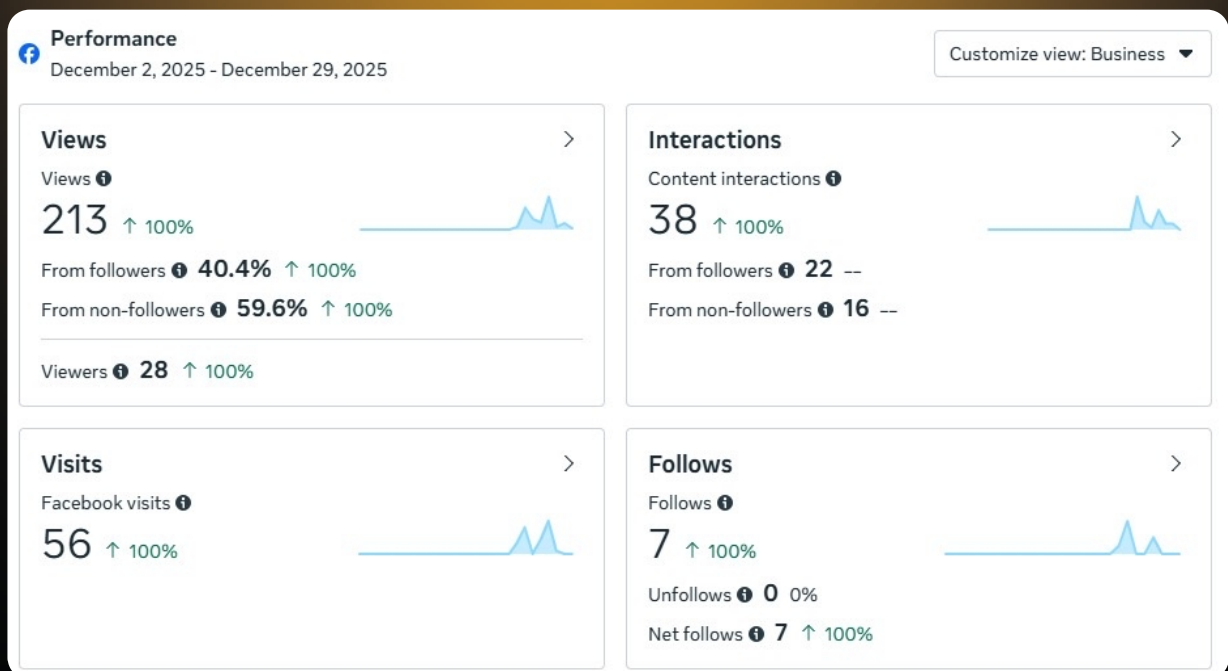 Performance
December 2, 2025 - December 29, 2025
Customize view: Business
Views
Views
213 ↑ 100%
From followers 40.4% ↑ 100%
From non-followers 59.6% ↑ 100%
Viewers 28 ↑ 100%
Interactions
Content interactions
38 ↑ 100%
From followers 22 --
From non-followers 16 --
Visits
Facebook visits
56 ↑ 100%
Follows
Follows
7 ↑ 100%
Unfollows 0 0%
Net follows 7 ↑ 100%